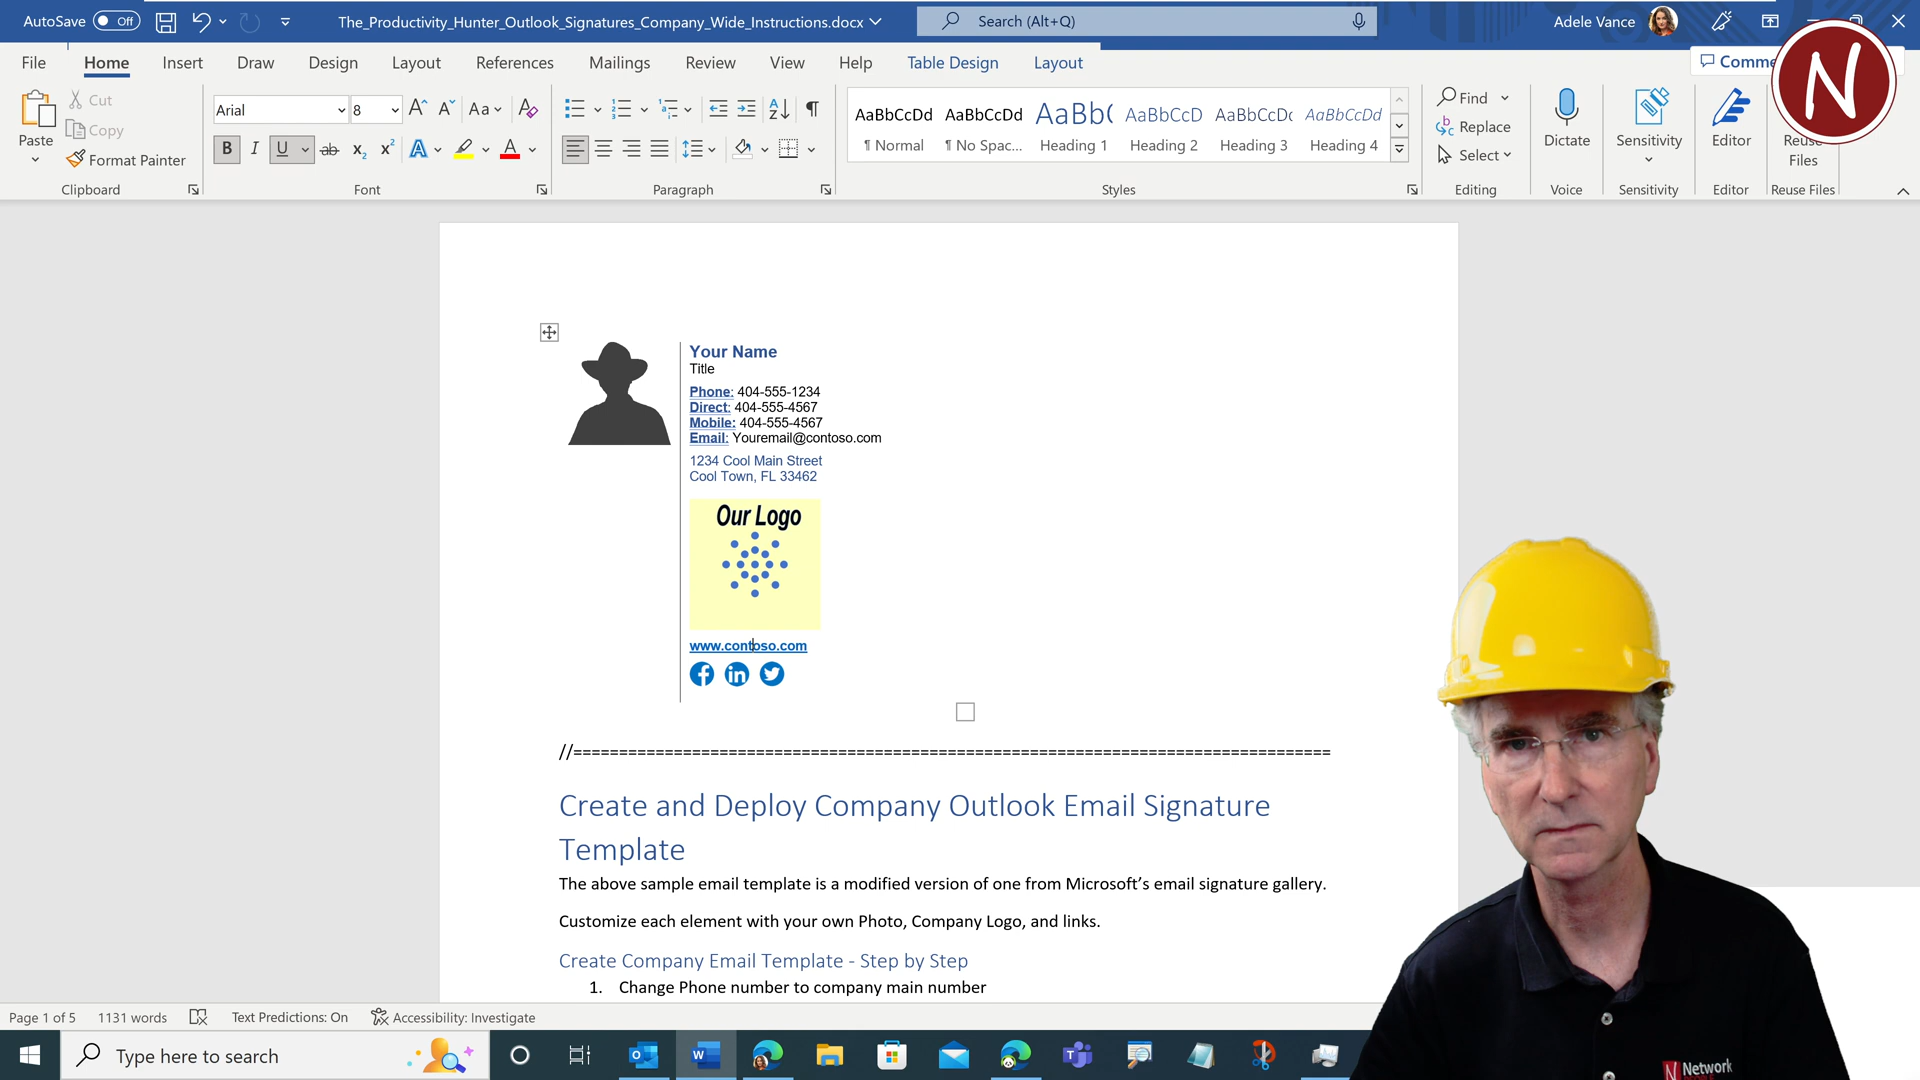 AutoSave Off The_Productivity_Hunter_Outlook_Signatures_Company_Wide_Instructions.docx Search (Alt+Q) Adele Vance
File Home Insert Draw Design Layout References Mailings Review View Help Table Design Layout Comme
N
Paste
Cut
Copy
Format Painter
Clipboard
Arial 8
Font
Paragraph
AaBbCcDd AaBbCcDd AaBb( AaBbCcD AaBbCcDc AaBbCcDd
¶ Normal ¶ No Spac... Heading 1 Heading 2 Heading 3 Heading 4
Styles
Find
Replace
Select
Editing
Dictate
Voice
Sensitivity
Sensitivity
Editor
Editor
Reuse
Files
Reuse Files
Your Name
Title
Phone: 404-555-1234
Direct: 404-555-4567
Mobile: 404-555-4567
Email: Youremail@contoso.com
1234 Cool Main Street
Cool Town, FL 33462
Our Logo
www.contoso.com
//===================================================================================
Create and Deploy Company Outlook Email Signature
Template
The above sample email template is a modified version of one from Microsoft's email signature gallery.
Customize each element with your own Photo, Company Logo, and links.
Create Company Email Template - Step by Step
1. Change Phone number to company main number
Page 1 of 5 1131 words Text Predictions: On Accessibility: Investigate
Type here to search
N Network